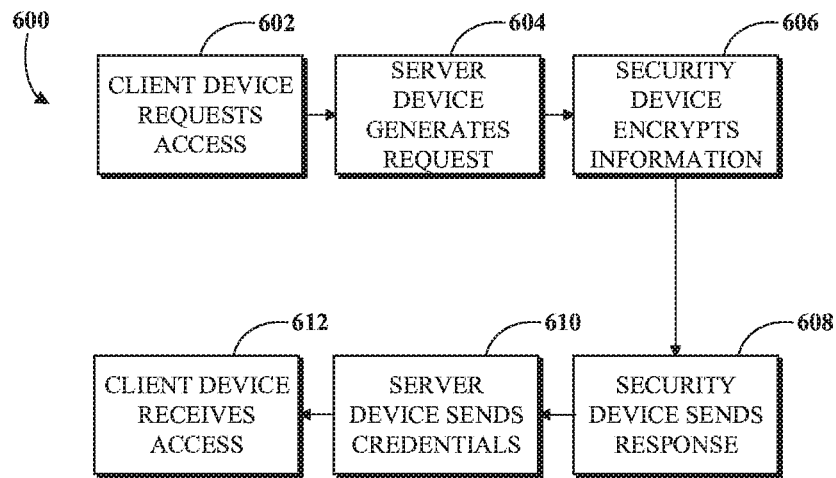 600
602
CLIENT DEVICE
REQUESTS
ACCESS
604
SERVER
DEVICE
GENERATES
REQUEST
606
SECURITY
DEVICE
ENCRYPTS
INFORMATION
612
CLIENT DEVICE
RECEIVES
ACCESS
610
SERVER
DEVICE SENDS
CREDENTIALS
608
SECURITY
DEVICE SENDS
RESPONSE